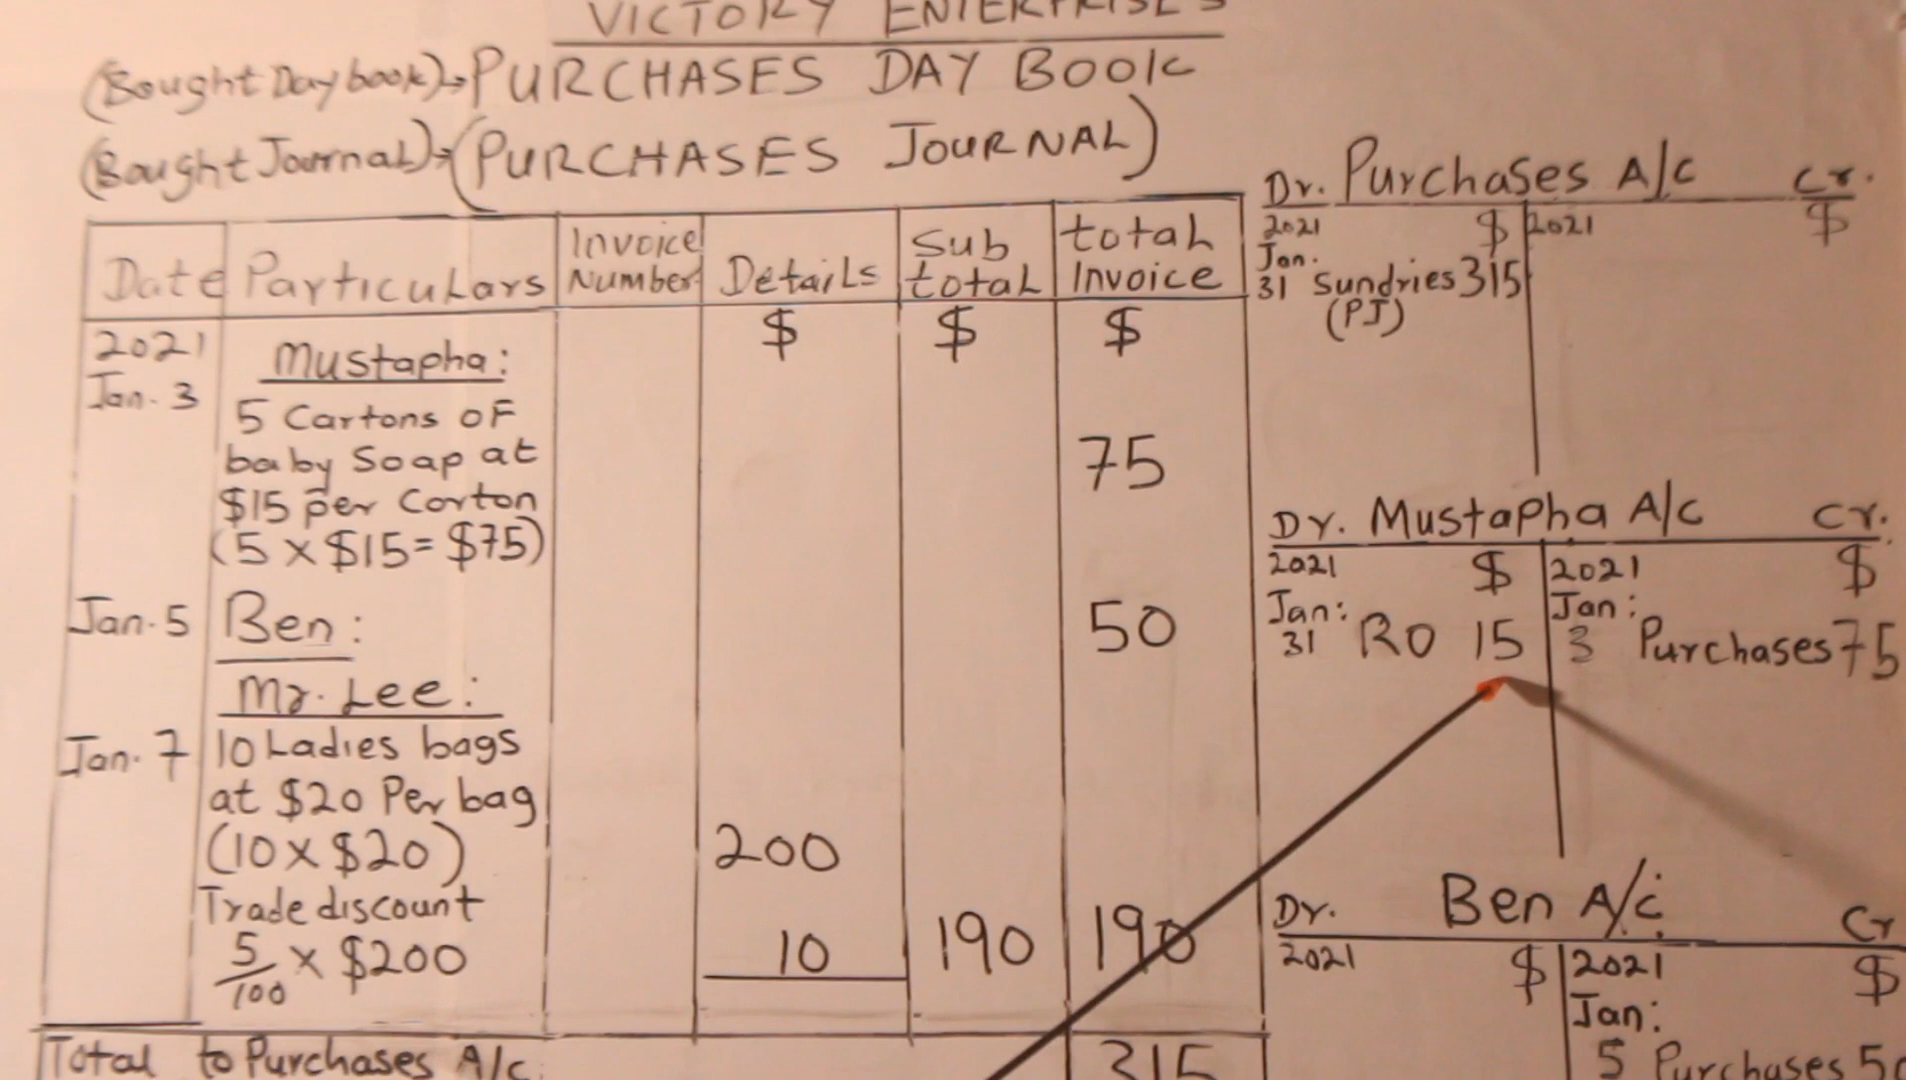 VICTORY ENTERPRISES
(Bought Day book)→PURCHASES DAY BOOK
(Bought Journal)→(PURCHASES JOURNAL)
Date Particulars Invoice Number Details Sub total total Invoice
$ $ $
2021
Jan. 3
Mustapha:
5 Cartons OF
baby Soap at
$15 per Corton
(5 x $15 = $75)
75
Jan. 5 Ben: 50
Mr. Lee:
Jan. 7 10 Ladies bags
at $20 Per bag
(10 x $20) 200
Trade discount
5/100 x $200 10 190 190
Total to Purchases A/c. 315
Dr. Purchases A/c Cr.
2021 $ 2021 $
Jan.
31 Sundries 315
(PJ)
Dr. Mustapha A/c Cr.
2021 $ 2021 $
Jan: Jan:
31 RO 15 3 Purchases 75
Dr. Ben A/c Cr
2021 $ 2021 $
Jan:
5 Purchases 50